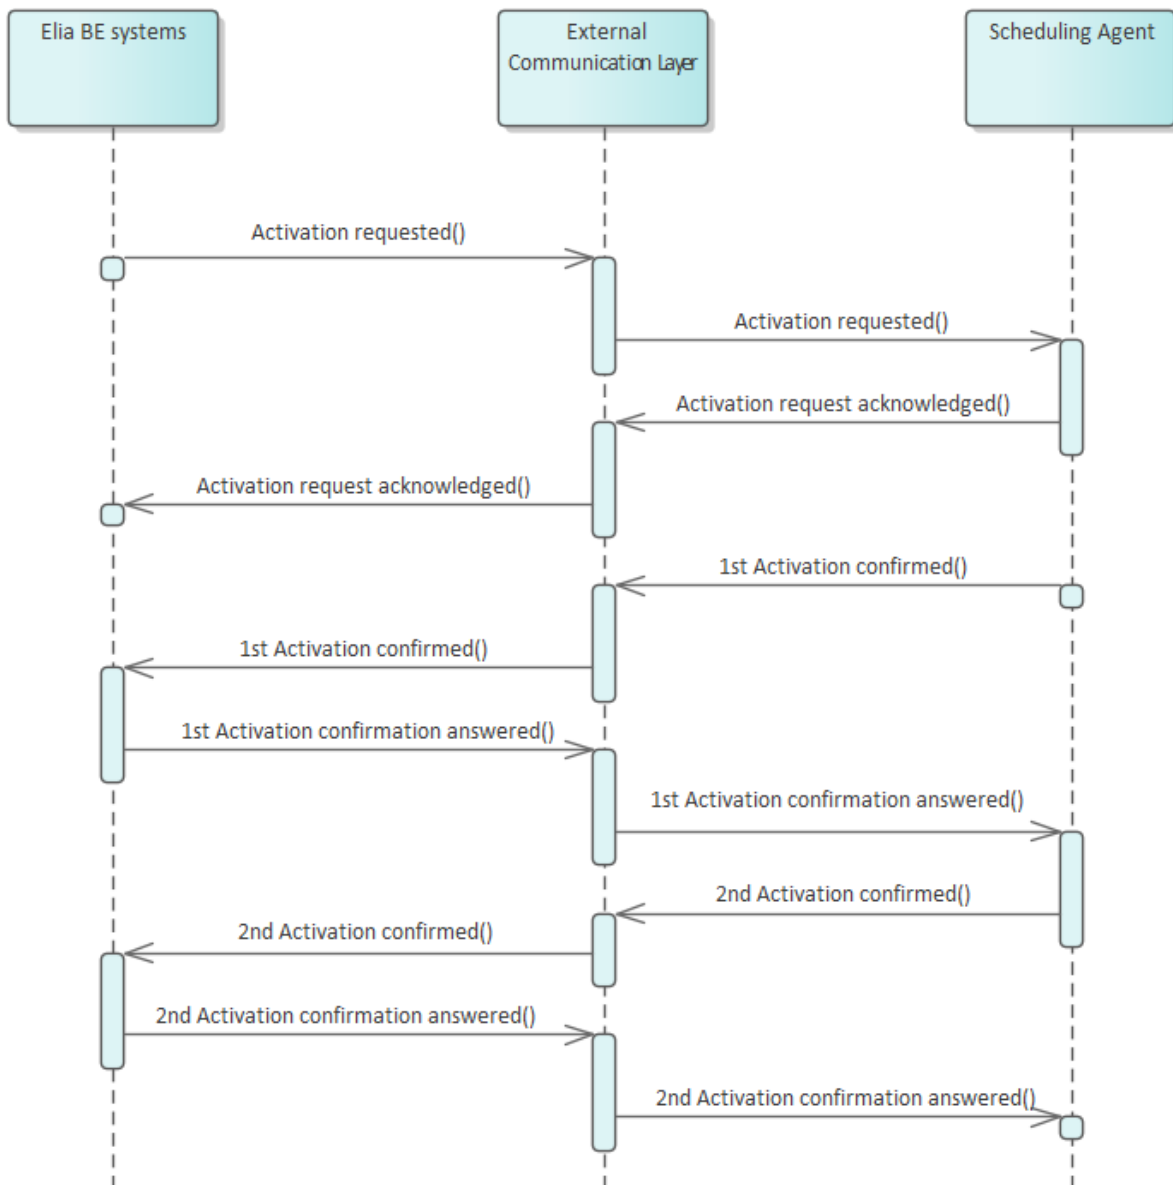 Elia BE systems
External
Communication Layer
Scheduling Agent
Activation requested()
Activation requested()
Activation request acknowledged()
Activation request acknowledged()
1st Activation confirmed()
1st Activation confirmed()
1st Activation confirmation answered()
1st Activation confirmation answered()
2nd Activation confirmed()
2nd Activation confirmed()
2nd Activation confirmation answered()
2nd Activation confirmation answered()